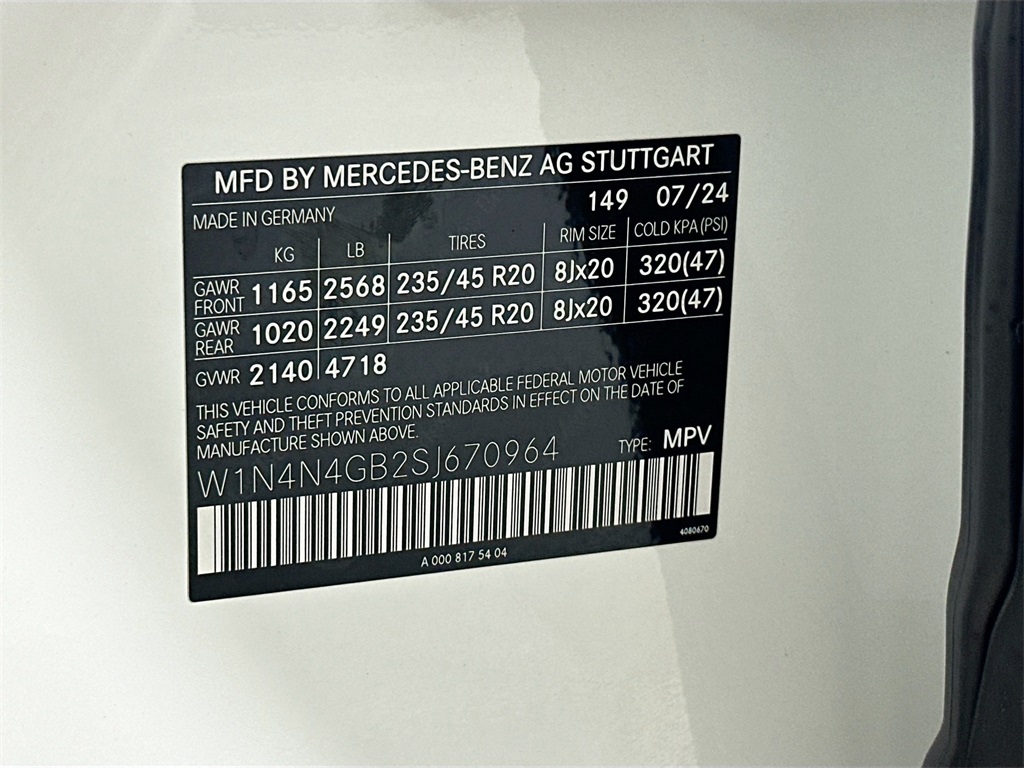 MFD BY MERCEDES-BENZ AG STUTTGART
MADE IN GERMANY 149 07/24
KG LB TIRES RIM SIZE COLD KPA (PSI)
GAWR FRONT 1165 2568 235/45 R20 8Jx20 320(47)
GAWR REAR 1020 2249 235/45 R20 8Jx20 320(47)
GVWR 2140 4718
THIS VEHICLE CONFORMS TO ALL APPLICABLE FEDERAL MOTOR VEHICLE
SAFETY AND THEFT PREVENTION STANDARDS IN EFFECT ON THE DATE OF
MANUFACTURE SHOWN ABOVE.
W1N4N4GB2SJ670964 TYPE: MPV
A 000 817 54 04 4080670